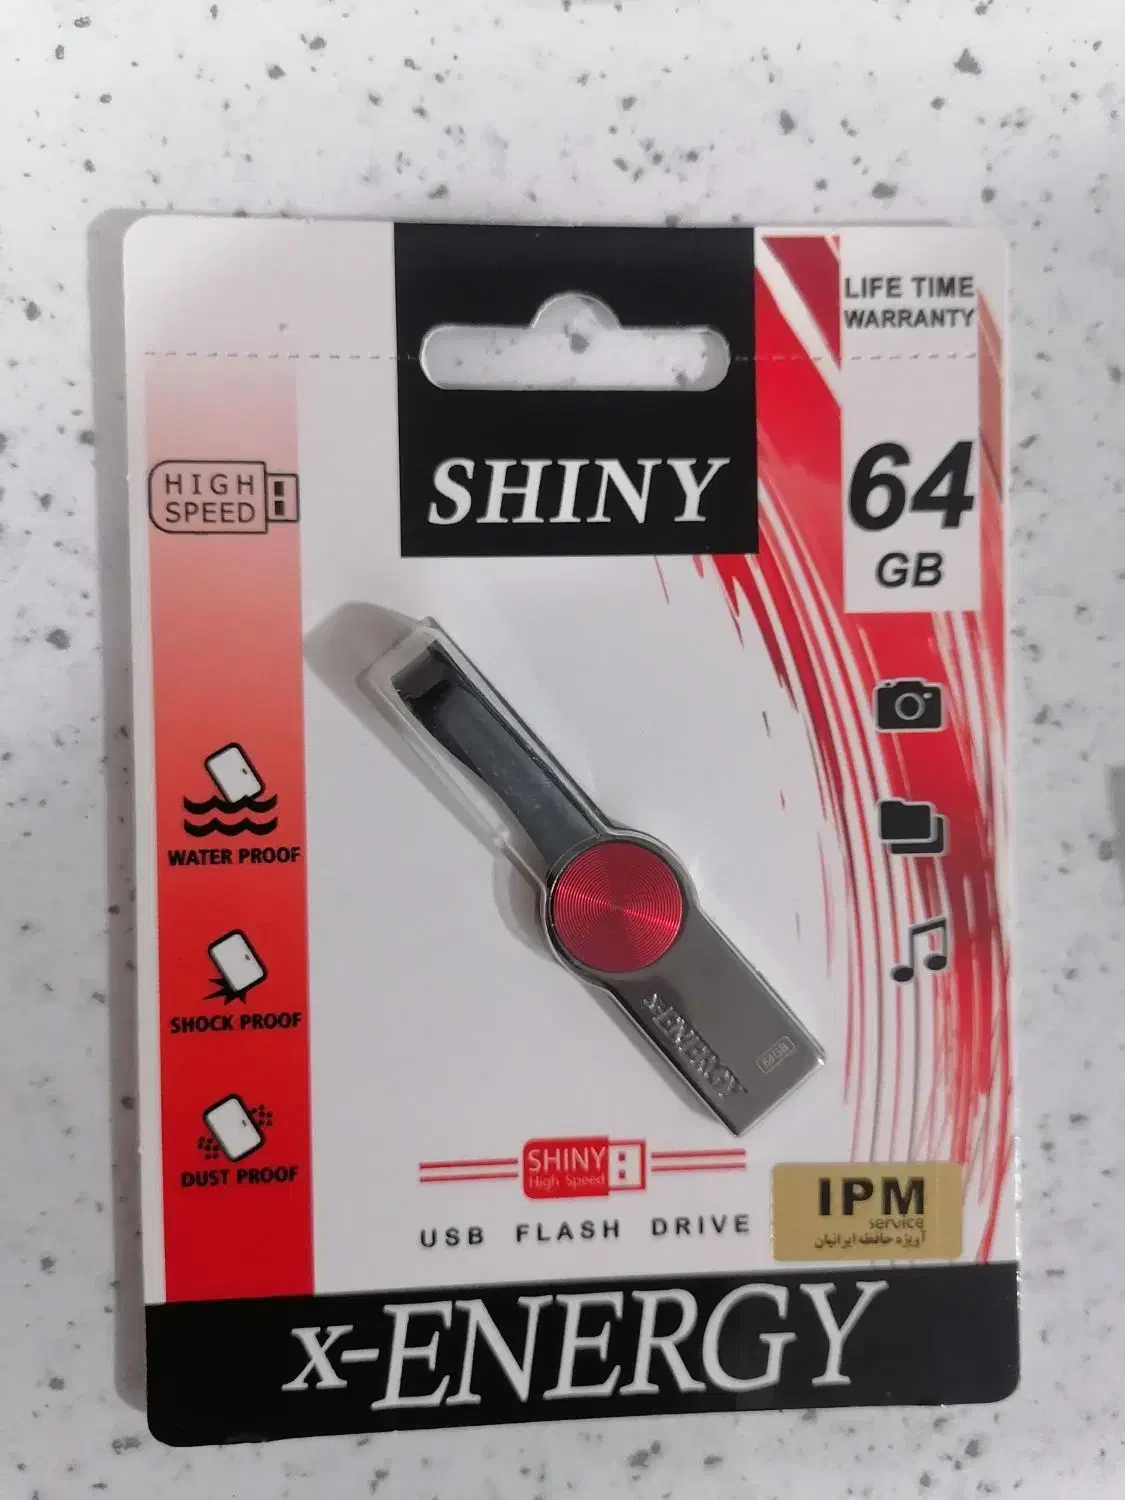 LIFE TIME
WARRANTY
HIGH
SPEED
SHINY
64
GB
WATER PROOF
SHOCK PROOF
DUST PROOF
x-ENERGY
64GB
SHINY
High Speed
USB FLASH DRIVE
IPM
service
آویژه حافظه ایرانیان
x-ENERGY